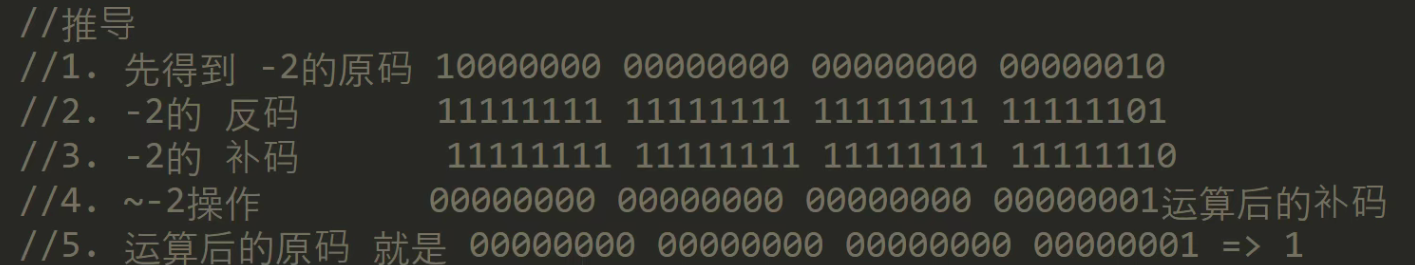 //推导
//1. 先得到 -2的原码 10000000 00000000 00000000 00000010
//2. -2的 反码 11111111 11111111 11111111 11111101
//3. -2的 补码 11111111 11111111 11111111 11111110
//4. ~-2操作 00000000 00000000 00000000 00000001运算后的补码
//5. 运算后的原码 就是 00000000 00000000 00000000 00000001 => 1